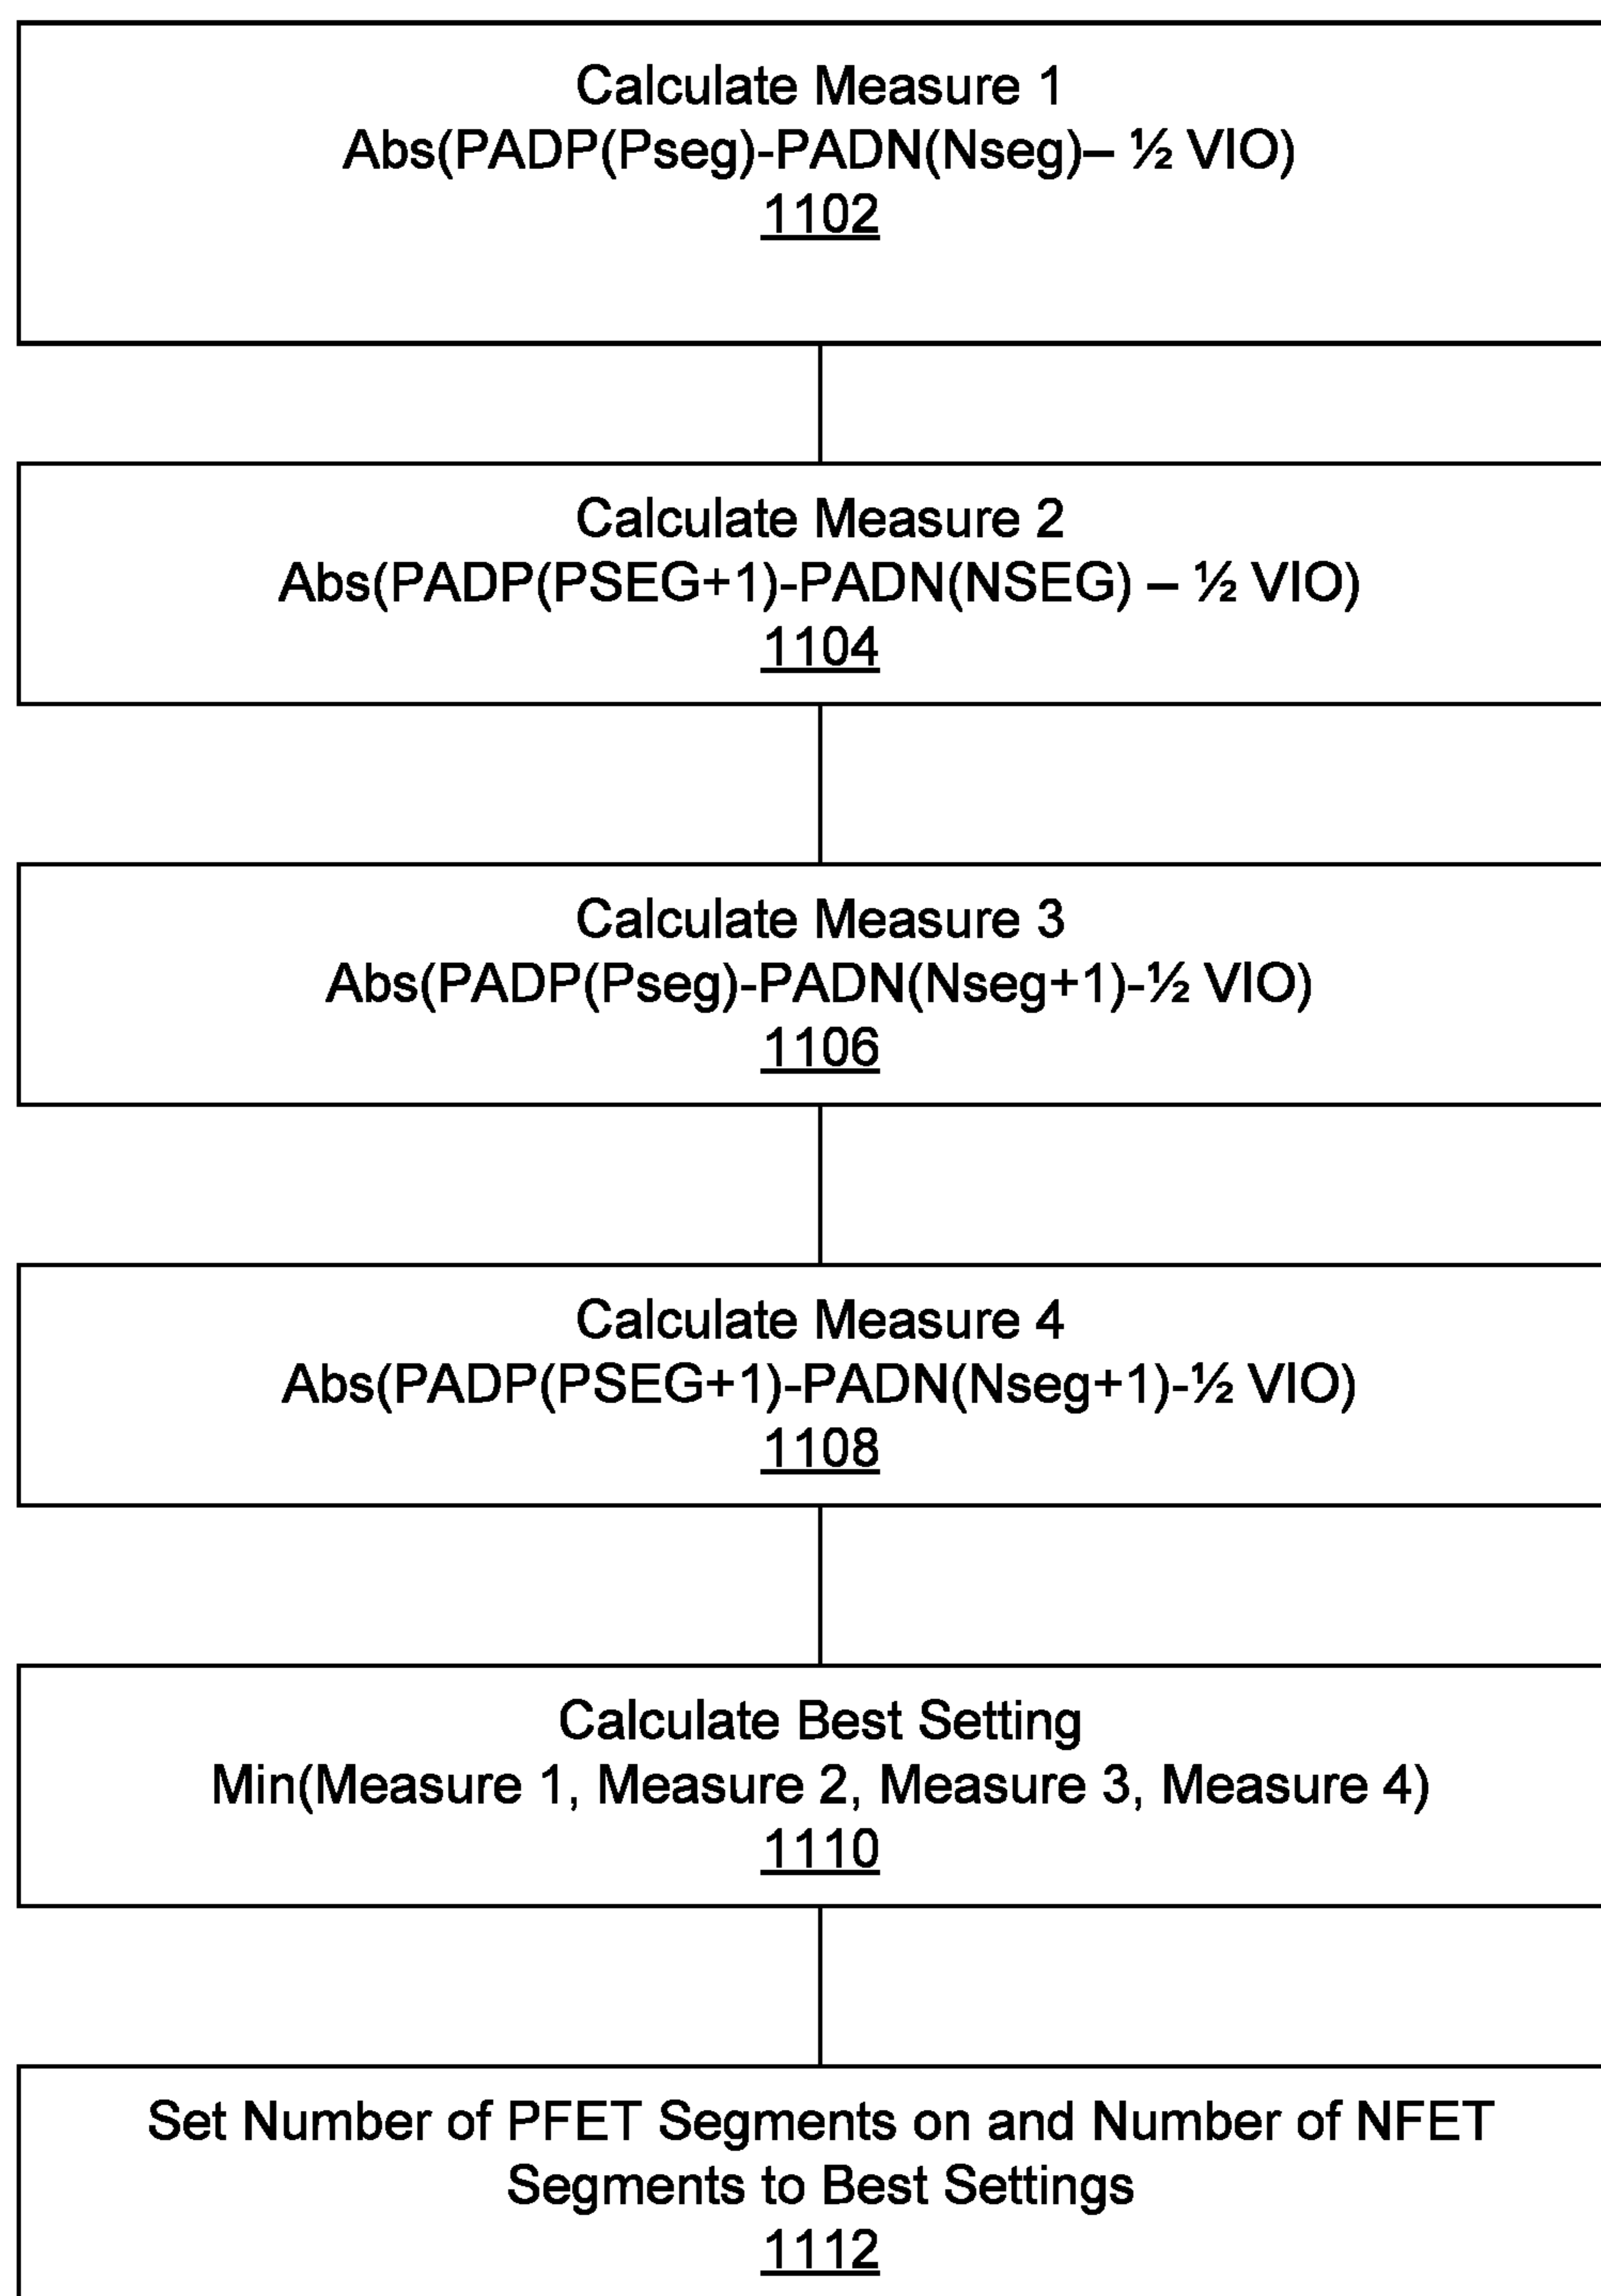 Calculate Measure 1
Abs(PADP(Pseg)-PADN(Nseg)– ½ VIO)
1102
Calculate Measure 2
Abs(PADP(PSEG+1)-PADN(NSEG) – ½ VIO)
1104
Calculate Measure 3
Abs(PADP(Pseg)-PADN(Nseg+1)-½ VIO)
1106
Calculate Measure 4
Abs(PADP(PSEG+1)-PADN(Nseg+1)-½ VIO)
1108
Calculate Best Setting
Min(Measure 1, Measure 2, Measure 3, Measure 4)
1110
Set Number of PFET Segments on and Number of NFET
Segments to Best Settings
1112